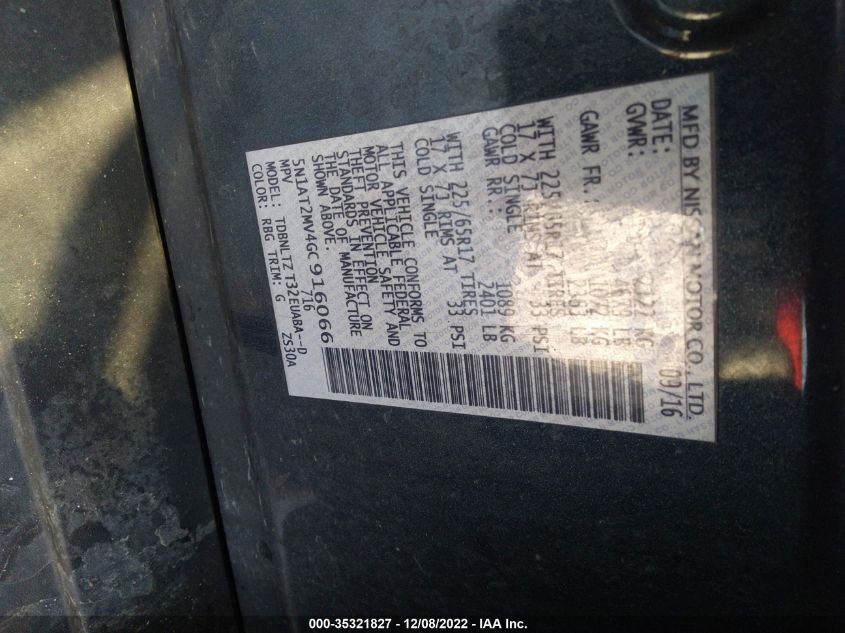 MFD BY NISSAN MOTOR CO., LTD.
DATE: 09/16
GVWR:
GAWR FR.: LB
WITH 225/65R17 TIRES
17 X 7J RIMS AT 33 PSI
COLD SINGLE
GAWR RR.: 1089 KG
2401 LB
WITH 225/65R17 TIRES
17 X 7J RIMS AT 33 PSI
COLD SINGLE
THIS VEHICLE CONFORMS TO
ALL APPLICABLE FEDERAL
MOTOR VEHICLE SAFETY AND
THEFT PREVENTION
STANDARDS IN EFFECT ON
THE DATE OF MANUFACTURE
SHOWN ABOVE.
5N1AT2MV4GC916066
MPV 716
MODEL: TDBNLTZ T32EUABA--D
COLOR: RBG TRIM: G ZS30A
000-35321827 - 12/08/2022 - IAA Inc.